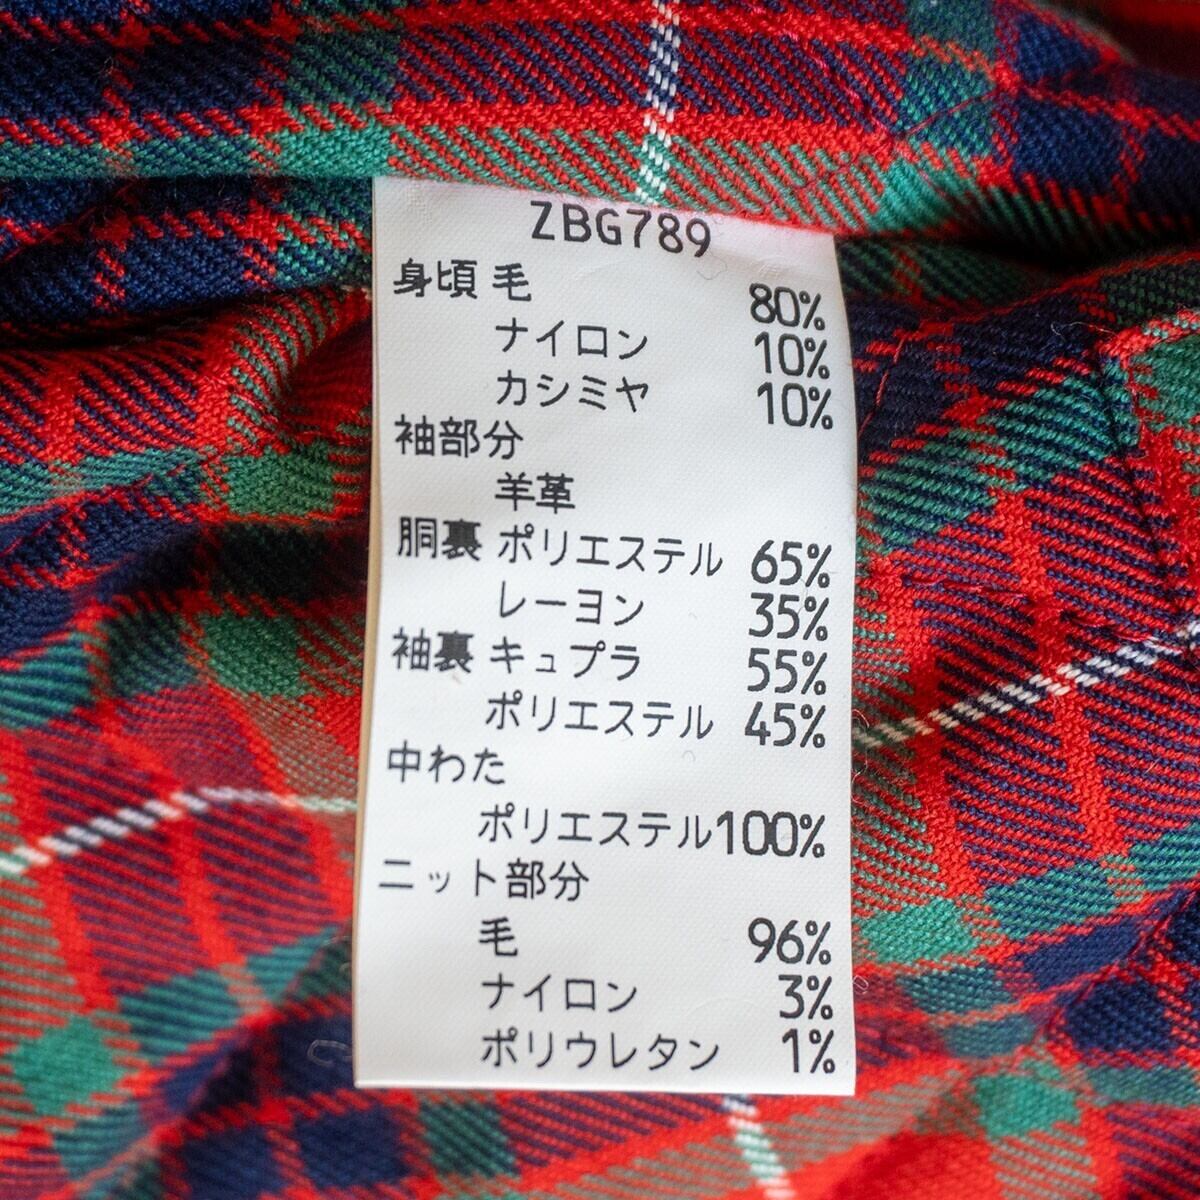 ZBG789
身頃 毛 80%
ナイロン 10%
カシミヤ 10%
袖部分
羊革
胴裏 ポリエステル 65%
レーヨン 35%
袖裏 キュプラ 55%
ポリエステル 45%
中わた
ポリエステル100%
ニット部分
毛 96%
ナイロン 3%
ポリウレタン 1%